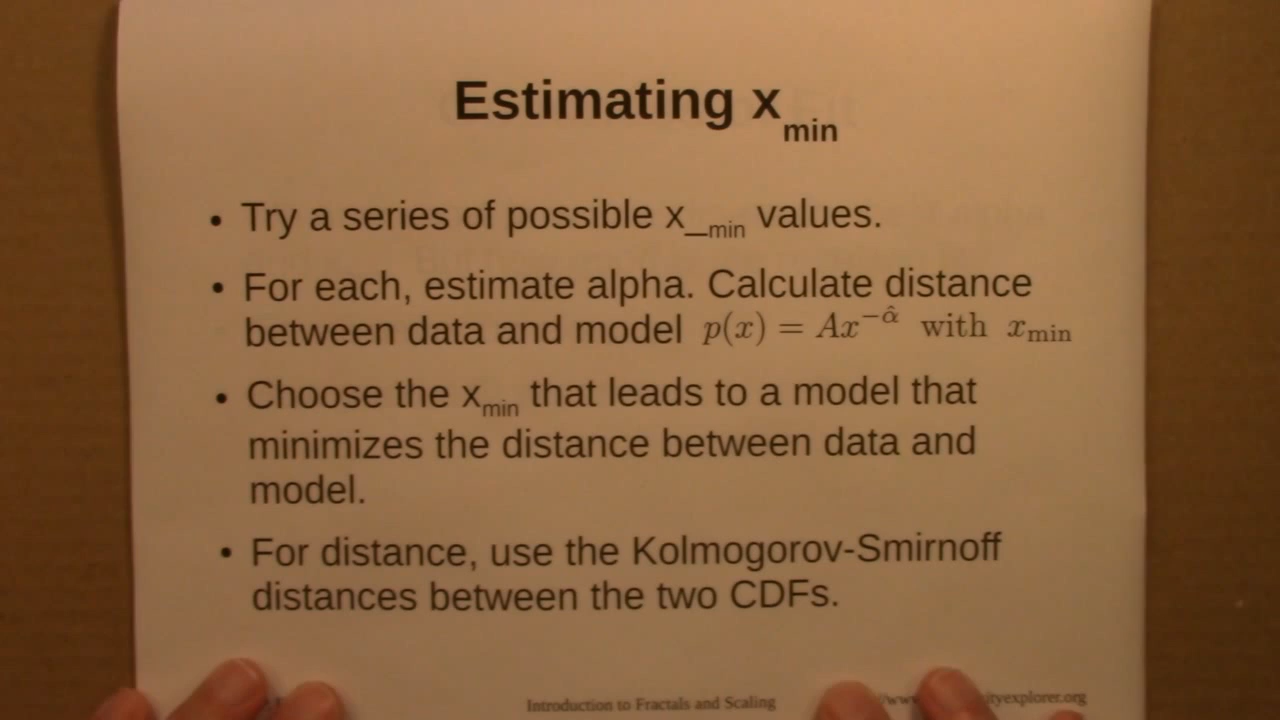 Estimating x_min
• Try a series of possible x__min values.
• For each, estimate alpha. Calculate distance
between data and model p(x) = Ax^{-α̂} with x_min
• Choose the x_min that leads to a model that
minimizes the distance between data and
model.
• For distance, use the Kolmogorov-Smirnoff
distances between the two CDFs.
Introduction to Fractals and Scaling